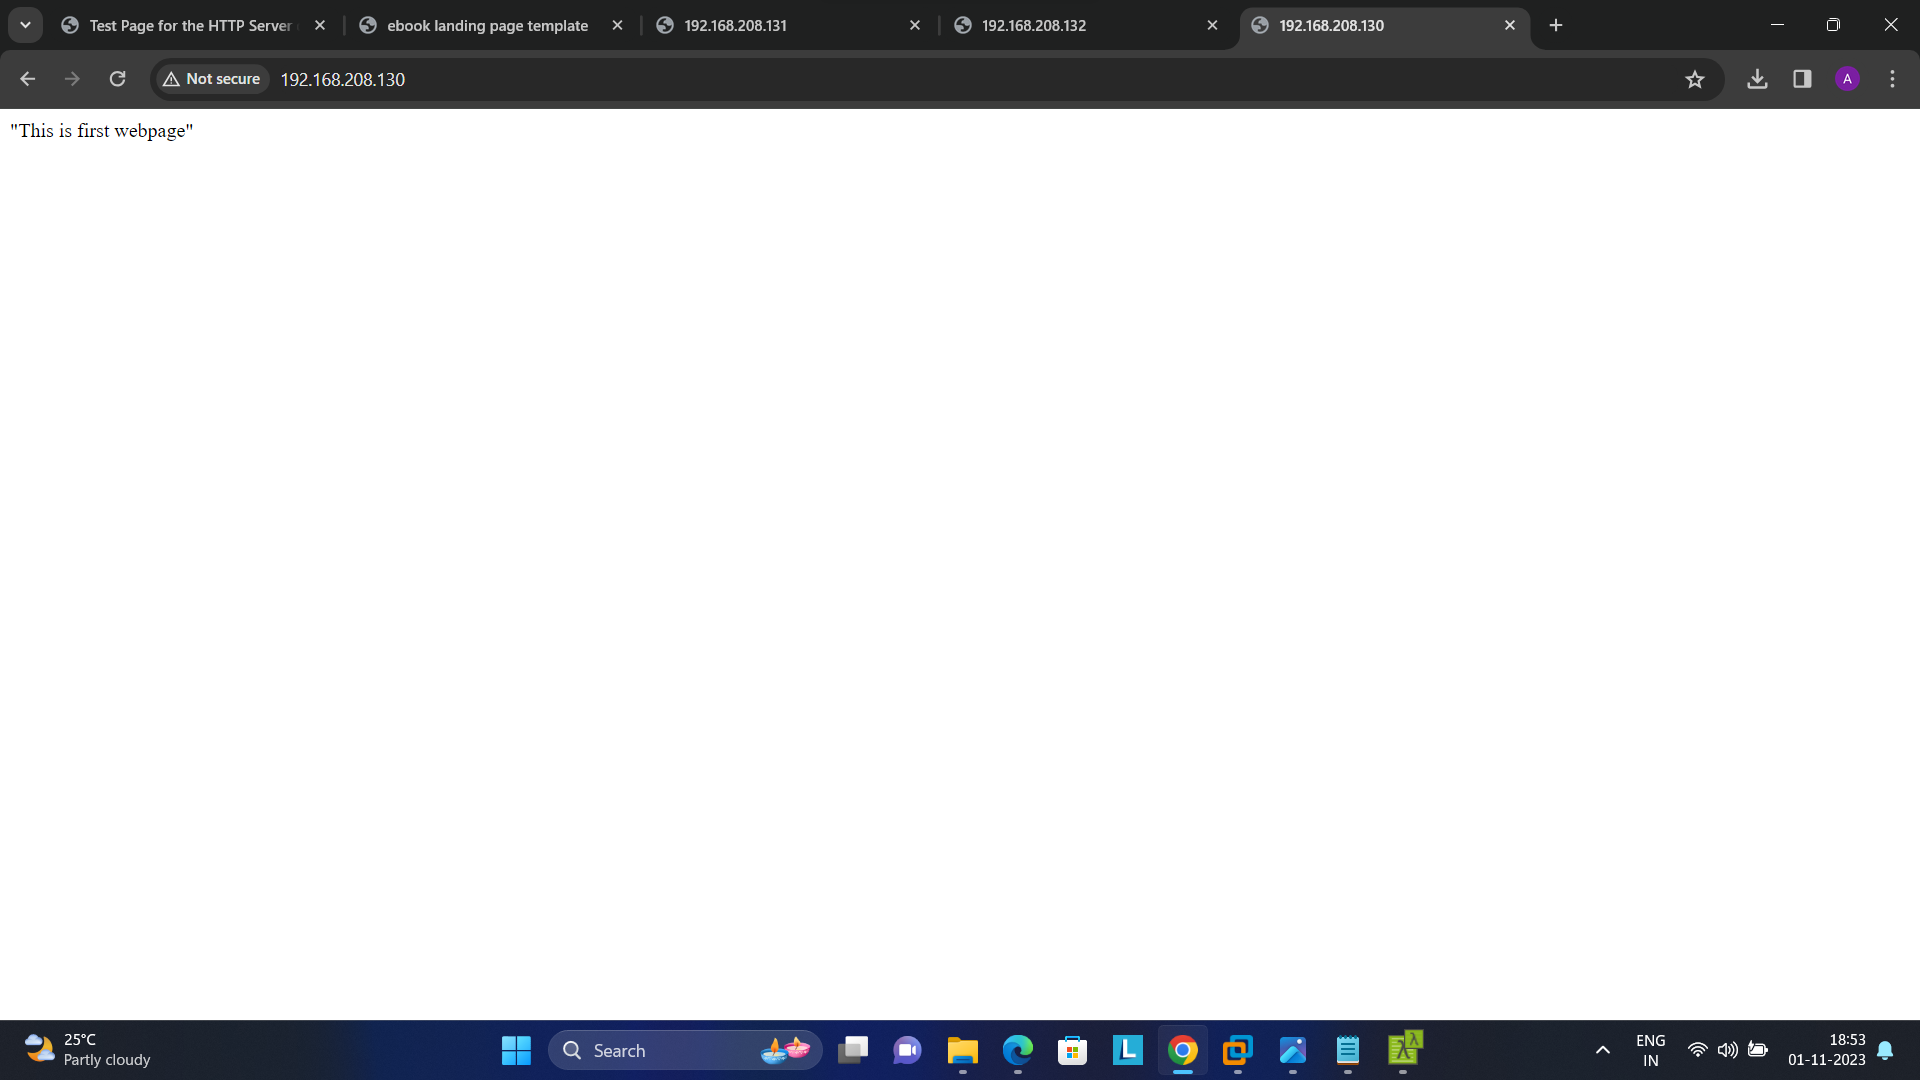 Test Page for the HTTP Server
ebook landing page template
192.168.208.131
192.168.208.132
192.168.208.130
Not secure
192.168.208.130
A
"This is first webpage"
25°C
Partly cloudy
Search
L
λ
λ
ENG
IN
18:53
01-11-2023